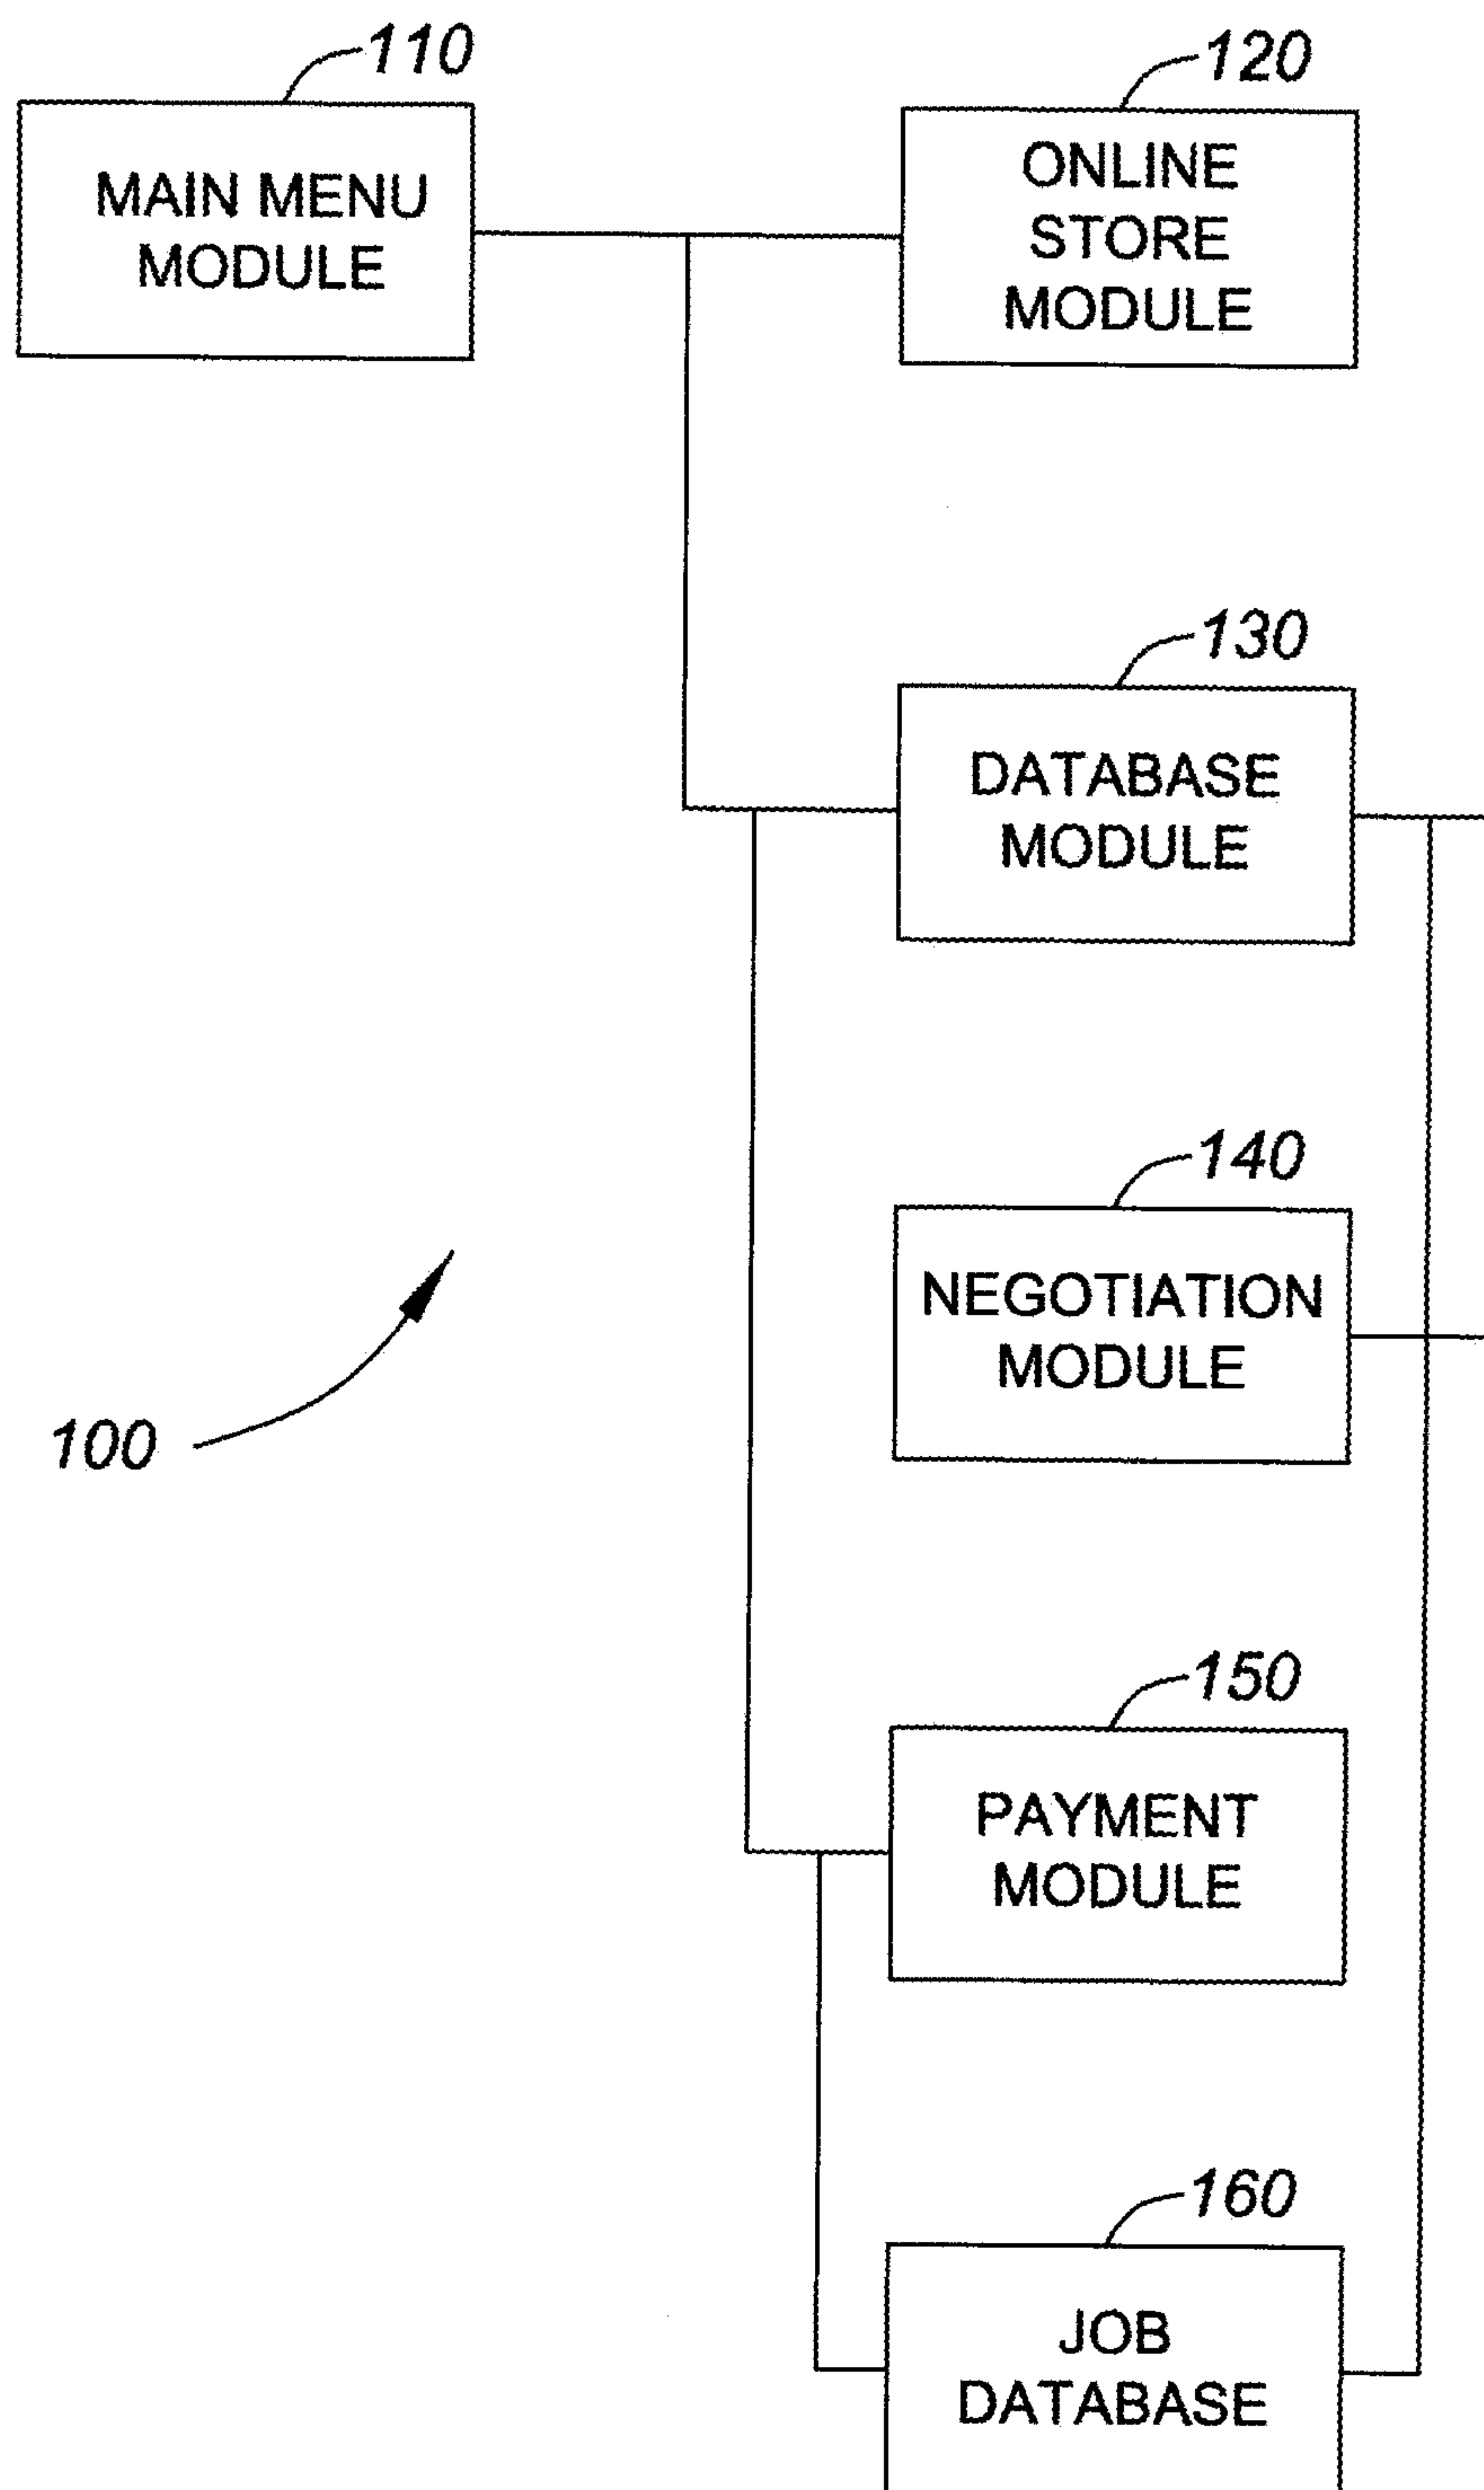 110
MAIN MENU
MODULE
120
ONLINE
STORE
MODULE
130
DATABASE
MODULE
140
NEGOTIATION
MODULE
100
150
PAYMENT
MODULE
160
JOB
DATABASE